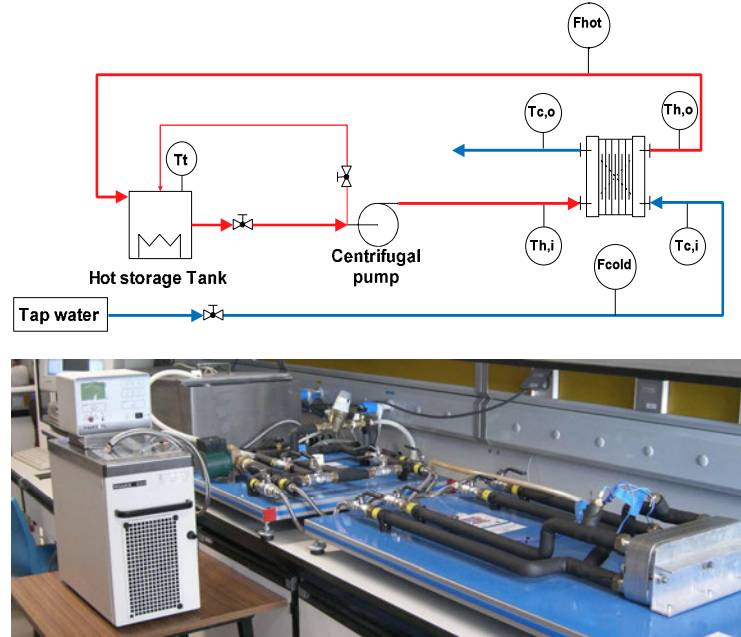 Fhot
Tc,o
Th,o
Tt
Hot storage Tank
Centrifugal
pump
Th,i
Tc,i
Fcold
Tap water